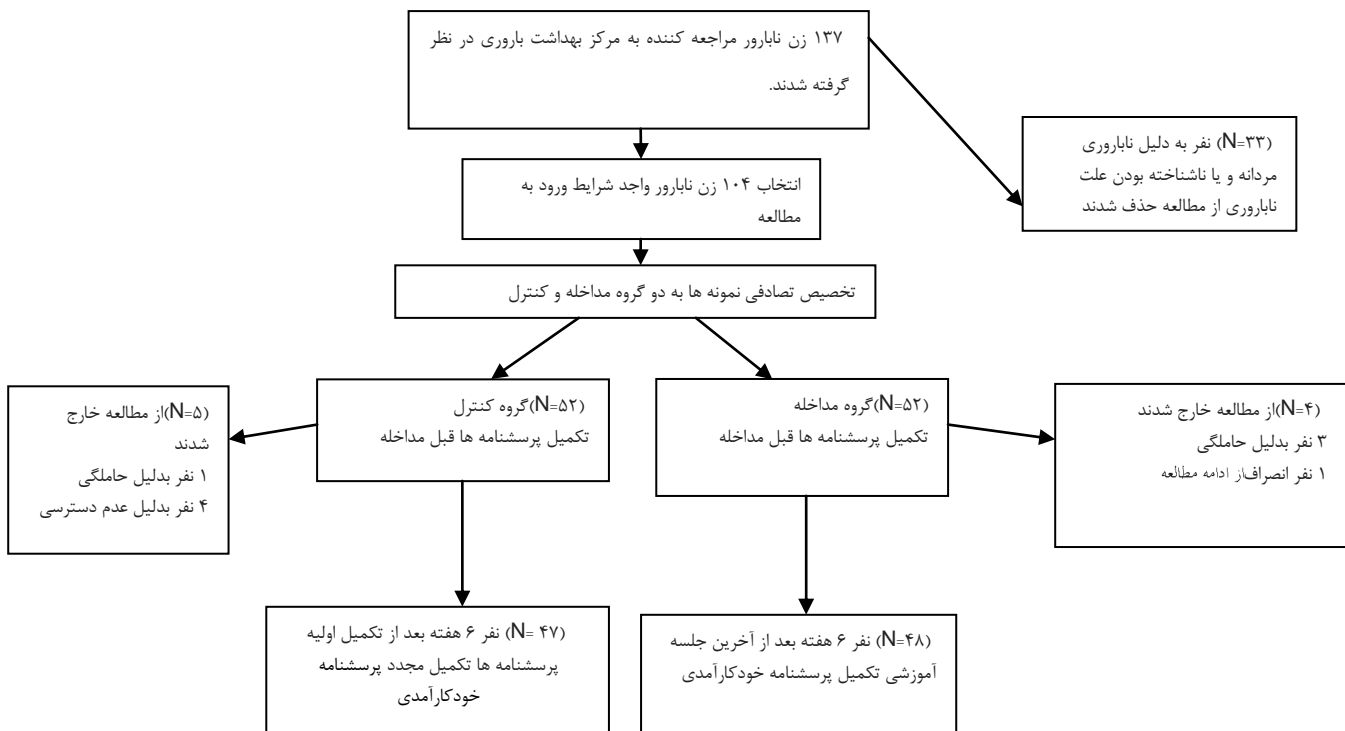 ۱۳۷ زن نابارور مراجعه کننده به مرکز بهداشت باروری در نظر
گرفته شدند.
(N=۳۳) نفر به دلیل ناباروری
مردانه و یا ناشناخته بودن علت
ناباروری از مطالعه حذف شدند
انتخاب ۱۰۴ زن نابارور واجد شرایط ورود به
مطالعه
تخصیص تصادفی نمونه ها به دو گروه مداخله و کنترل
(N=۴)از مطالعه خارج شدند
۳ نفر بدلیل حاملگی
۱ نفر انصراف‌از ادامه مطالعه
(N=۵۲)گروه مداخله
تکمیل پرسشنامه ها قبل مداخله
(N=۵۲)گروه کنترل
تکمیل پرسشنامه ها قبل مداخله
(N=۵)از مطالعه خارج
شدند
۱ نفر بدلیل حاملگی
۴ نفر بدلیل عدم دسترسی
(N=۴۸) نفر ۶ هفته بعد از آخرین جلسه
آموزشی تکمیل پرسشنامه خودکارآمدی
(N= ۴۷) نفر ۶ هفته بعد از تکمیل اولیه
پرسشنامه ها تکمیل مجدد پرسشنامه
خودکارآمدی